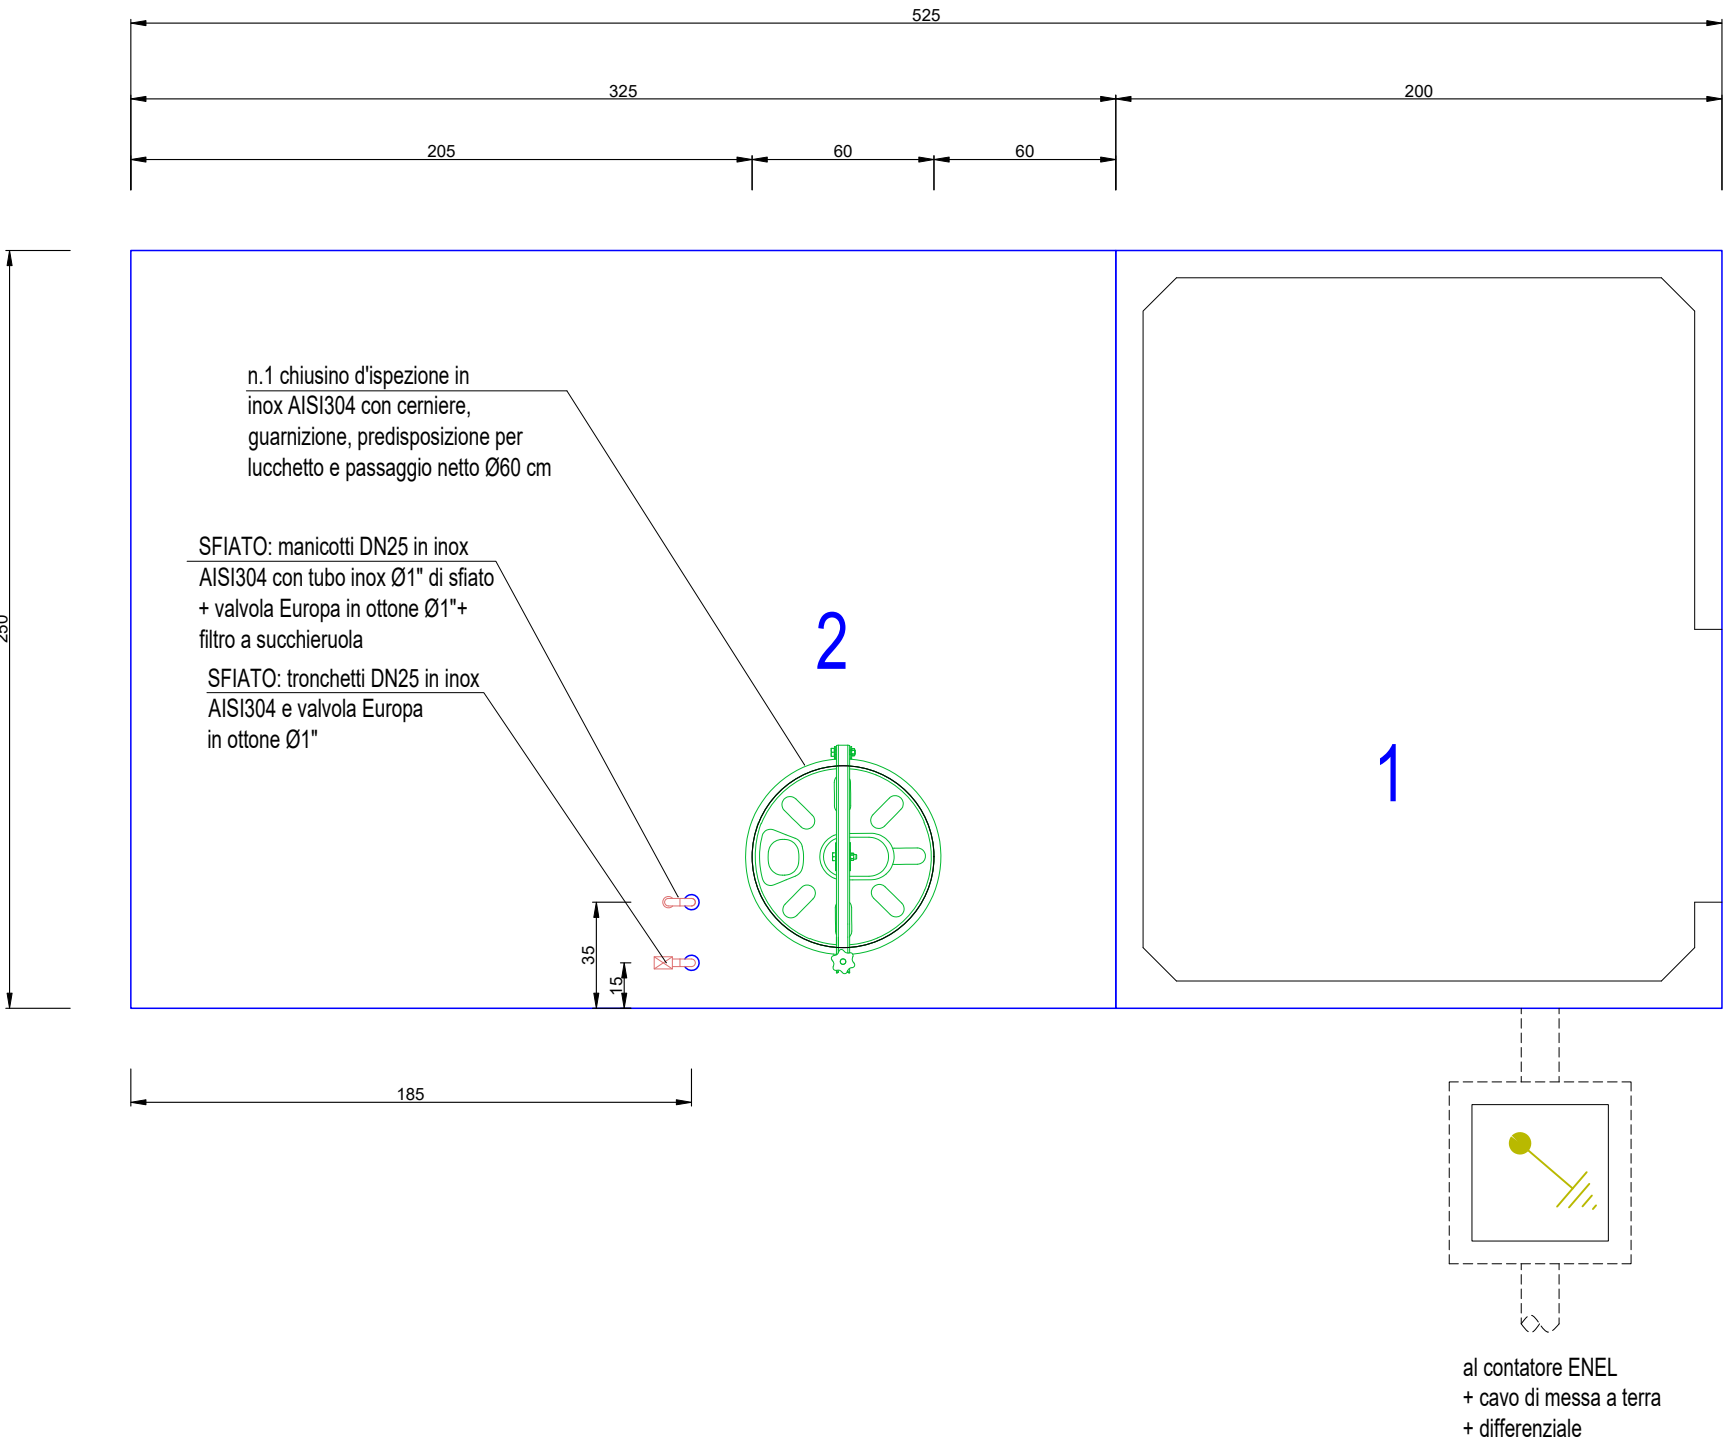 525
325
200
205
60
60
250
n.1 chiusino d'ispezione in
inox AISI304 con cerniere,
guarnizione, predisposizione per
lucchetto e passaggio netto Ø60 cm
SFIATO: manicotti DN25 in inox
AISI304 con tubo inox Ø1" di sfiato
+ valvola Europa in ottone Ø1"+
filtro a succhieruola
SFIATO: tronchetti DN25 in inox
AISI304 e valvola Europa
in ottone Ø1"
2
1
35
15
185
al contatore ENEL
+ cavo di messa a terra
+ differenziale